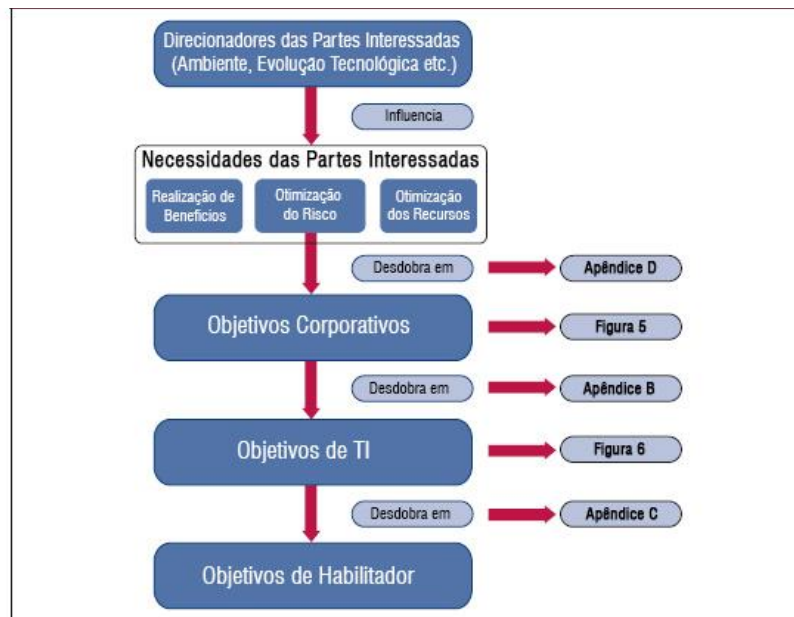 Direcionadores das Partes Interessadas
(Ambiente, Evolução Tecnológica etc.)
Influencia
Necessidades das Partes Interessadas
Realização de
Benefícios
Otimização
do Risco
Otimização
dos Recursos
Desdobra em
Apêndice D
Objetivos Corporativos
Figura 5
Desdobra em
Apêndice B
Objetivos de TI
Figura 6
Desdobra em
Apêndice C
Objetivos de Habilitador